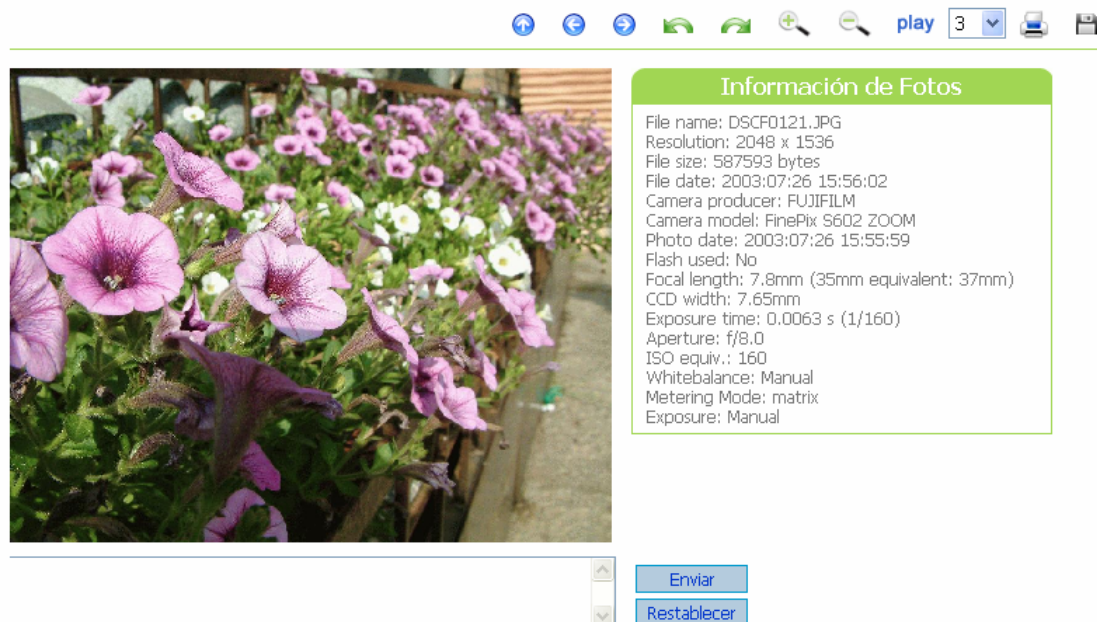 play 3
Información de Fotos
File name: DSCF0121.JPG
Resolution: 2048 x 1536
File size: 587593 bytes
File date: 2003:07:26 15:56:02
Camera producer: FUJIFILM
Camera model: FinePix S602 ZOOM
Photo date: 2003:07:26 15:55:59
Flash used: No
Focal length: 7.8mm (35mm equivalent: 37mm)
CCD width: 7.65mm
Exposure time: 0.0063 s (1/160)
Aperture: f/8.0
ISO equiv.: 160
Whitebalance: Manual
Metering Mode: matrix
Exposure: Manual
Enviar
Restablecer